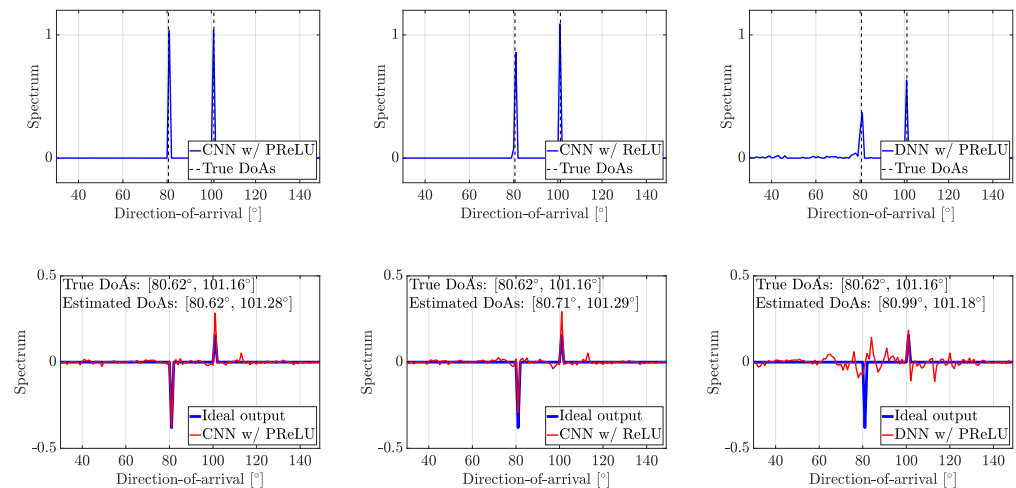 1
0
Spectrum
CNN w/ PReLU
True DoAs
40 60 80 100 120 140
Direction-of-arrival [°]
1
0
Spectrum
CNN w/ ReLU
True DoAs
40 60 80 100 120 140
Direction-of-arrival [°]
1
0
Spectrum
DNN w/ PReLU
True DoAs
40 60 80 100 120 140
Direction-of-arrival [°]
0.5
0
-0.5
Spectrum
True DoAs: [80.62°, 101.16°]
Estimated DoAs: [80.62°, 101.28°]
Ideal output
CNN w/ PReLU
40 60 80 100 120 140
Direction-of-arrival [°]
0.5
0
-0.5
Spectrum
True DoAs: [80.62°, 101.16°]
Estimated DoAs: [80.71°, 101.29°]
Ideal output
CNN w/ ReLU
40 60 80 100 120 140
Direction-of-arrival [°]
0.5
0
-0.5
Spectrum
True DoAs: [80.62°, 101.16°]
Estimated DoAs: [80.99°, 101.18°]
Ideal output
DNN w/ PReLU
40 60 80 100 120 140
Direction-of-arrival [°]